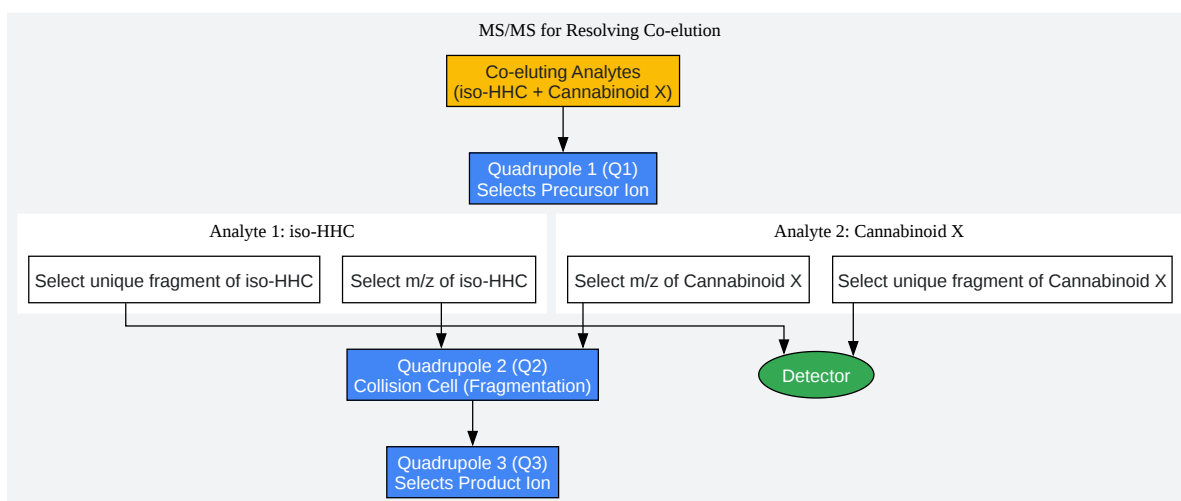 MS/MS for Resolving Co-elution
Co-eluting Analytes
(iso-HHC + Cannabinoid X)
Quadrupole 1 (Q1)
Selects Precursor Ion
Analyte 1: iso-HHC
Analyte 2: Cannabinoid X
Select unique fragment of iso-HHC
Select m/z of iso-HHC
Select m/z of Cannabinoid X
Select unique fragment of Cannabinoid X
Quadrupole 2 (Q2)
Collision Cell (Fragmentation)
Detector
Quadrupole 3 (Q3)
Selects Product Ion